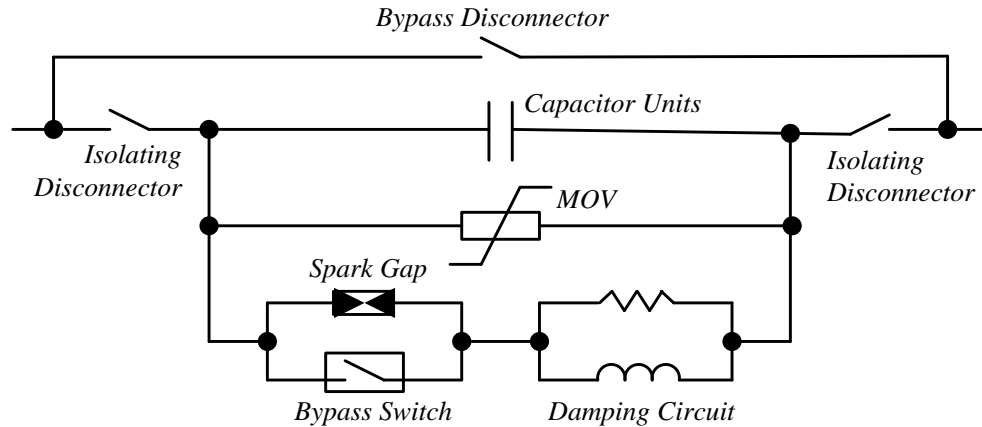 Bypass Disconnector
Capacitor Units
Isolating
Disconnector
Isolating
Disconnector
MOV
Spark Gap
Bypass Switch
Damping Circuit